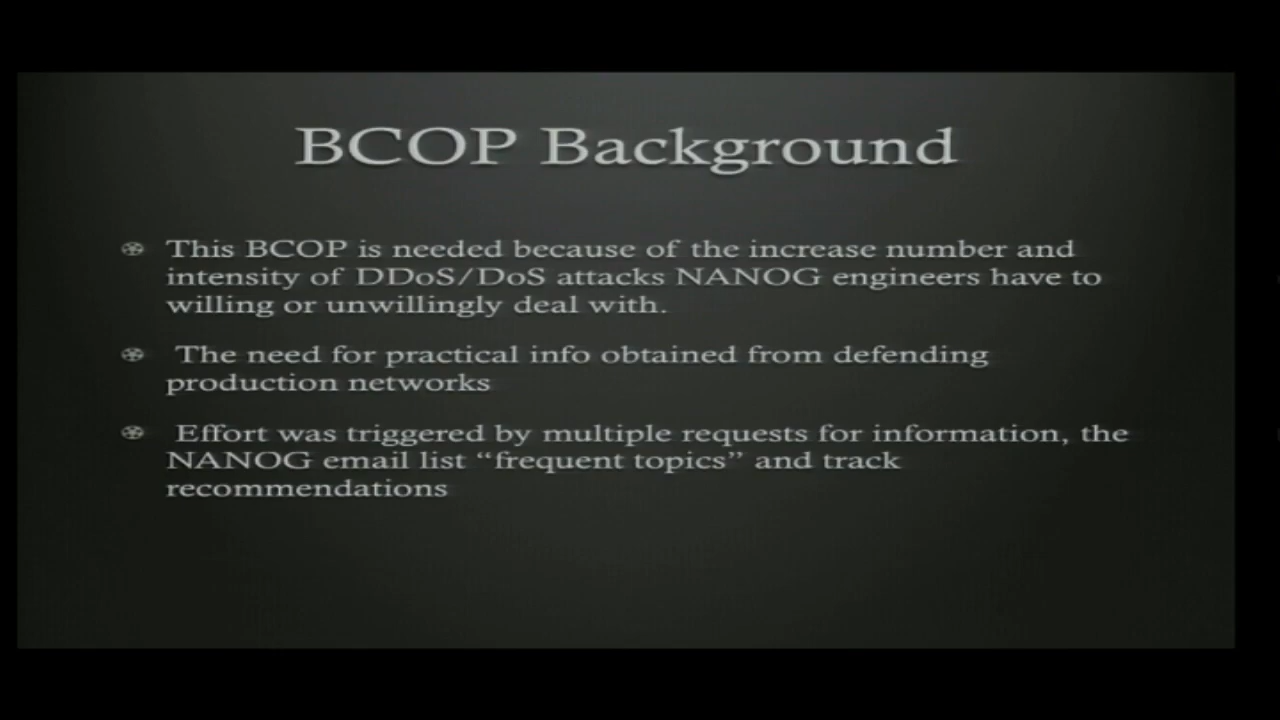 BCOP Background
This BCOP is needed because of the increase number and
intensity of DDoS/DoS attacks NANOG engineers have to
willing or unwillingly deal with.
The need for practical info obtained from defending
production networks
Effort was triggered by multiple requests for information, the
NANOG email list “frequent topics” and track
recommendations